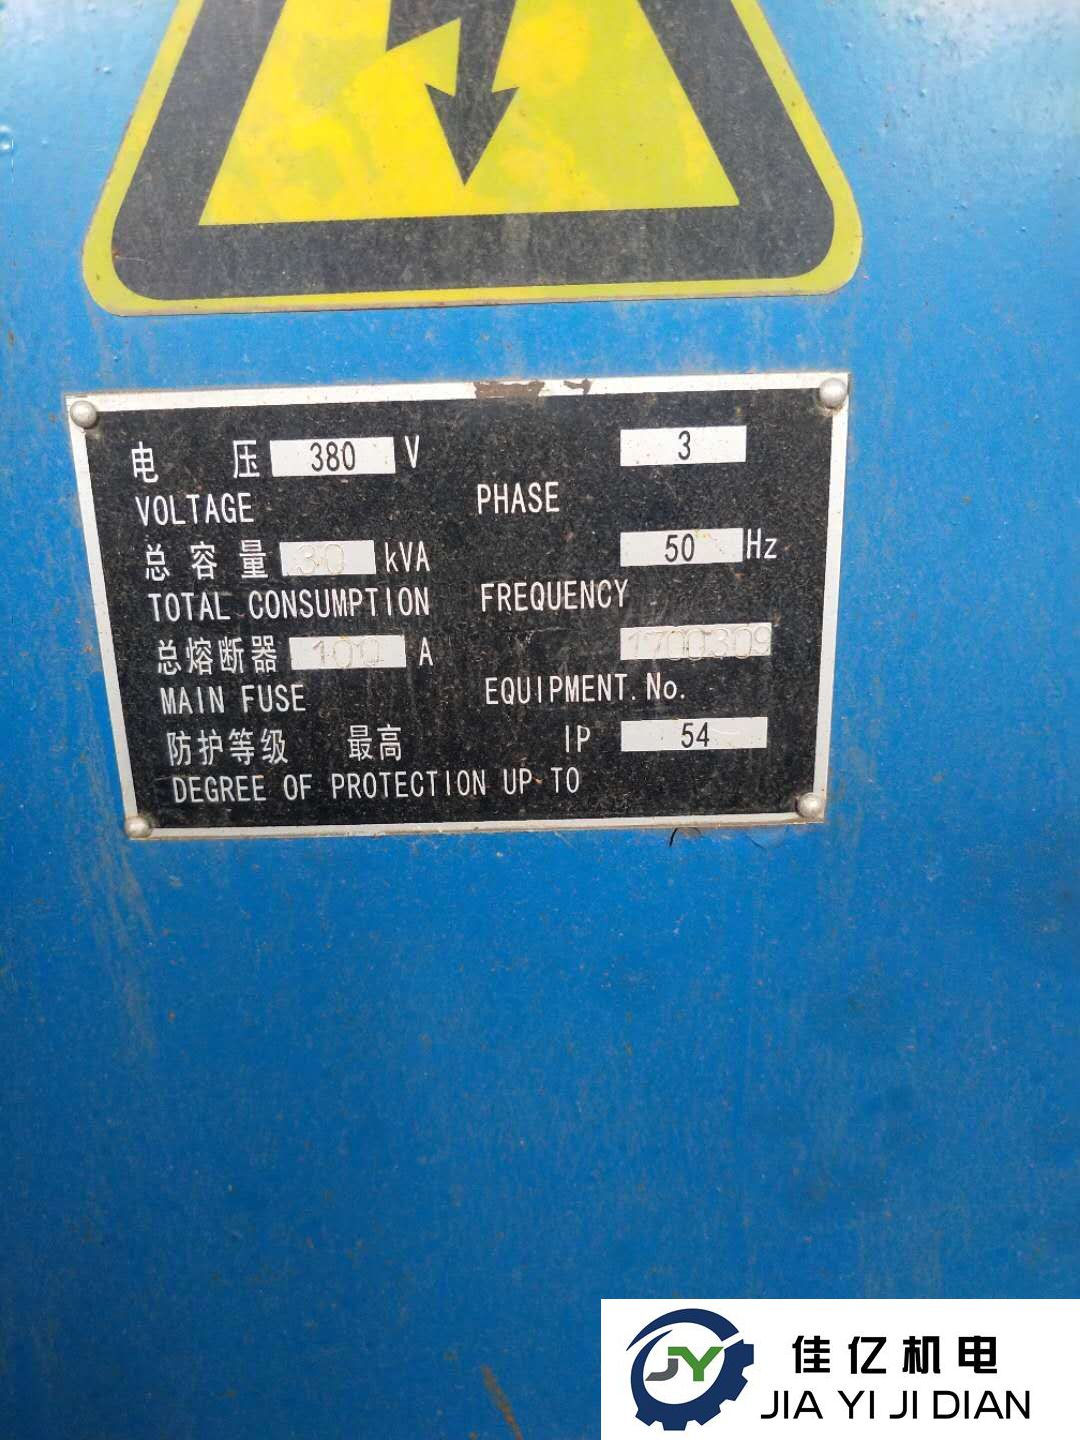 电 压 380 V 3
VOLTAGE PHASE
总容量 30 kVA 50 Hz
TOTAL CONSUMPTION FREQUENCY
总熔断器 100 A 1700309
MAIN FUSE EQUIPMENT.No.
防护等级 最高 IP 54
DEGREE OF PROTECTION UP TO
JY 佳亿机电
JIA YI JI DIAN